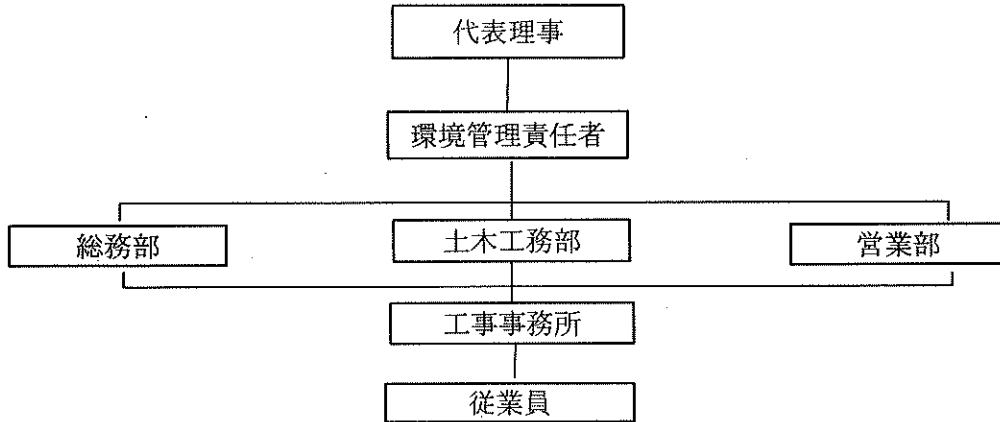 代表理事
環境管理責任者
総務部
土木工務部
営業部
工事事務所
従業員